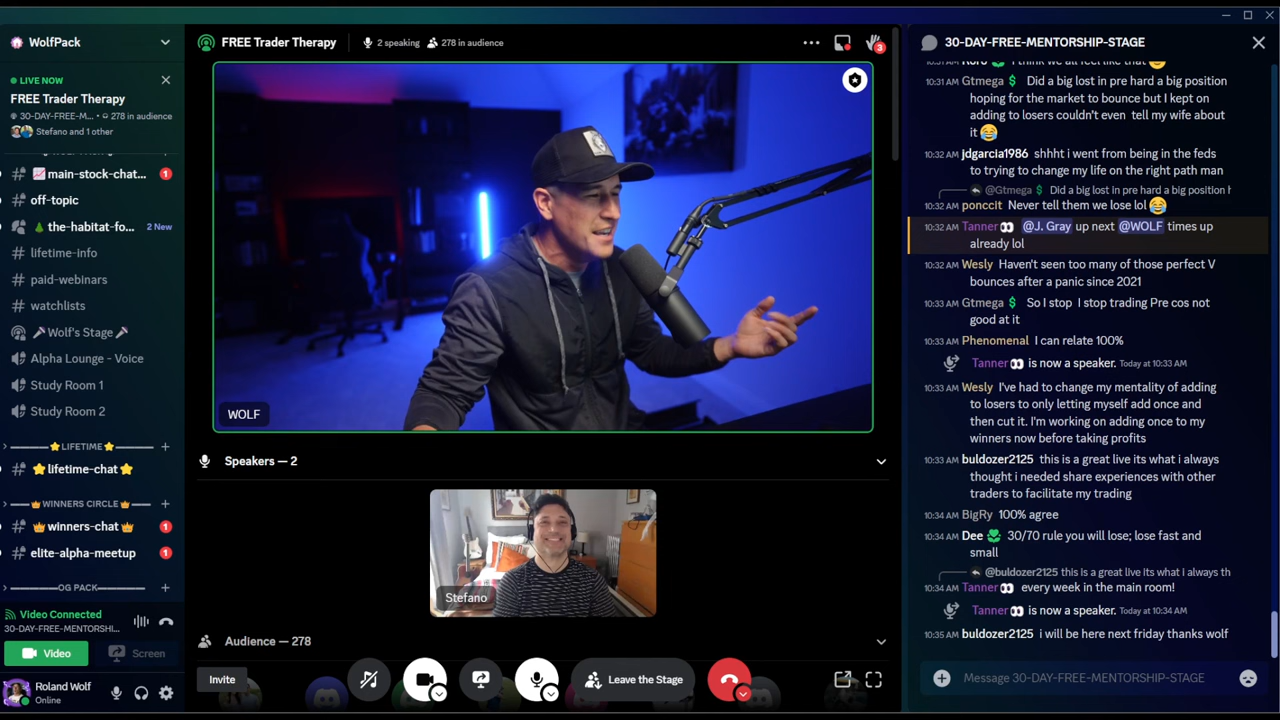 WolfPack
LIVE NOW
FREE Trader Therapy
30-DAY-FREE-M... • 278 in audience
Stefano and 1 other
main-stock-chat... 1
off-topic
the-habitat-fo... 2 New
lifetime-info
paid-webinars
watchlists
Wolf's Stage
Alpha Lounge - Voice
Study Room 1
Study Room 2
LIFETIME
lifetime-chat
WINNERS CIRCLE
winners-chat 1
elite-alpha-meetup 1
OG PACK
Video Connected
30-DAY-FREE-MENTORSHI...
Video Screen
Roland Wolf
Online
FREE Trader Therapy 2 speaking 278 in audience 3
WOLF
Speakers — 2
Stefano
Audience — 278
Invite Leave the Stage
30-DAY-FREE-MENTORSHIP-STAGE
I think we all feel like that
10:31 AM Gtmega Did a big lost in pre hard a big position
hoping for the market to bounce but I kept on
adding to losers couldn't even tell my wife about
it
10:32 AM jdgarcia1986 shhht i went from being in the feds
to trying to change my life on the right path man
@Gtmega Did a big lost in pre hard a big position h
10:32 AM ponccit Never tell them we lose lol
10:32 AM Tanner @J. Gray up next @WOLF times up
already lol
10:32 AM Wesly Haven't seen too many of those perfect V
bounces after a panic since 2021
10:33 AM Gtmega So I stop I stop trading Pre cos not
good at it
10:33 AM Phenomenal I can relate 100%
Tanner is now a speaker. Today at 10:33 AM
10:33 AM Wesly I've had to change my mentality of adding
to losers to only letting myself add once and
then cut it. I'm working on adding once to my
winners now before taking profits
10:33 AM buldozer2125 this is a great live its what i always
thought i needed share experiences with other
traders to facilitate my trading
10:34 AM BigRy 100% agree
10:34 AM Dee 30/70 rule you will lose; lose fast and
small
@buldozer2125 this is a great live its what i always th
10:34 AM Tanner every week in the main room!
Tanner is now a speaker. Today at 10:34 AM
10:35 AM buldozer2125 i will be here next friday thanks wolf
Message 30-DAY-FREE-MENTORSHIP-STAGE